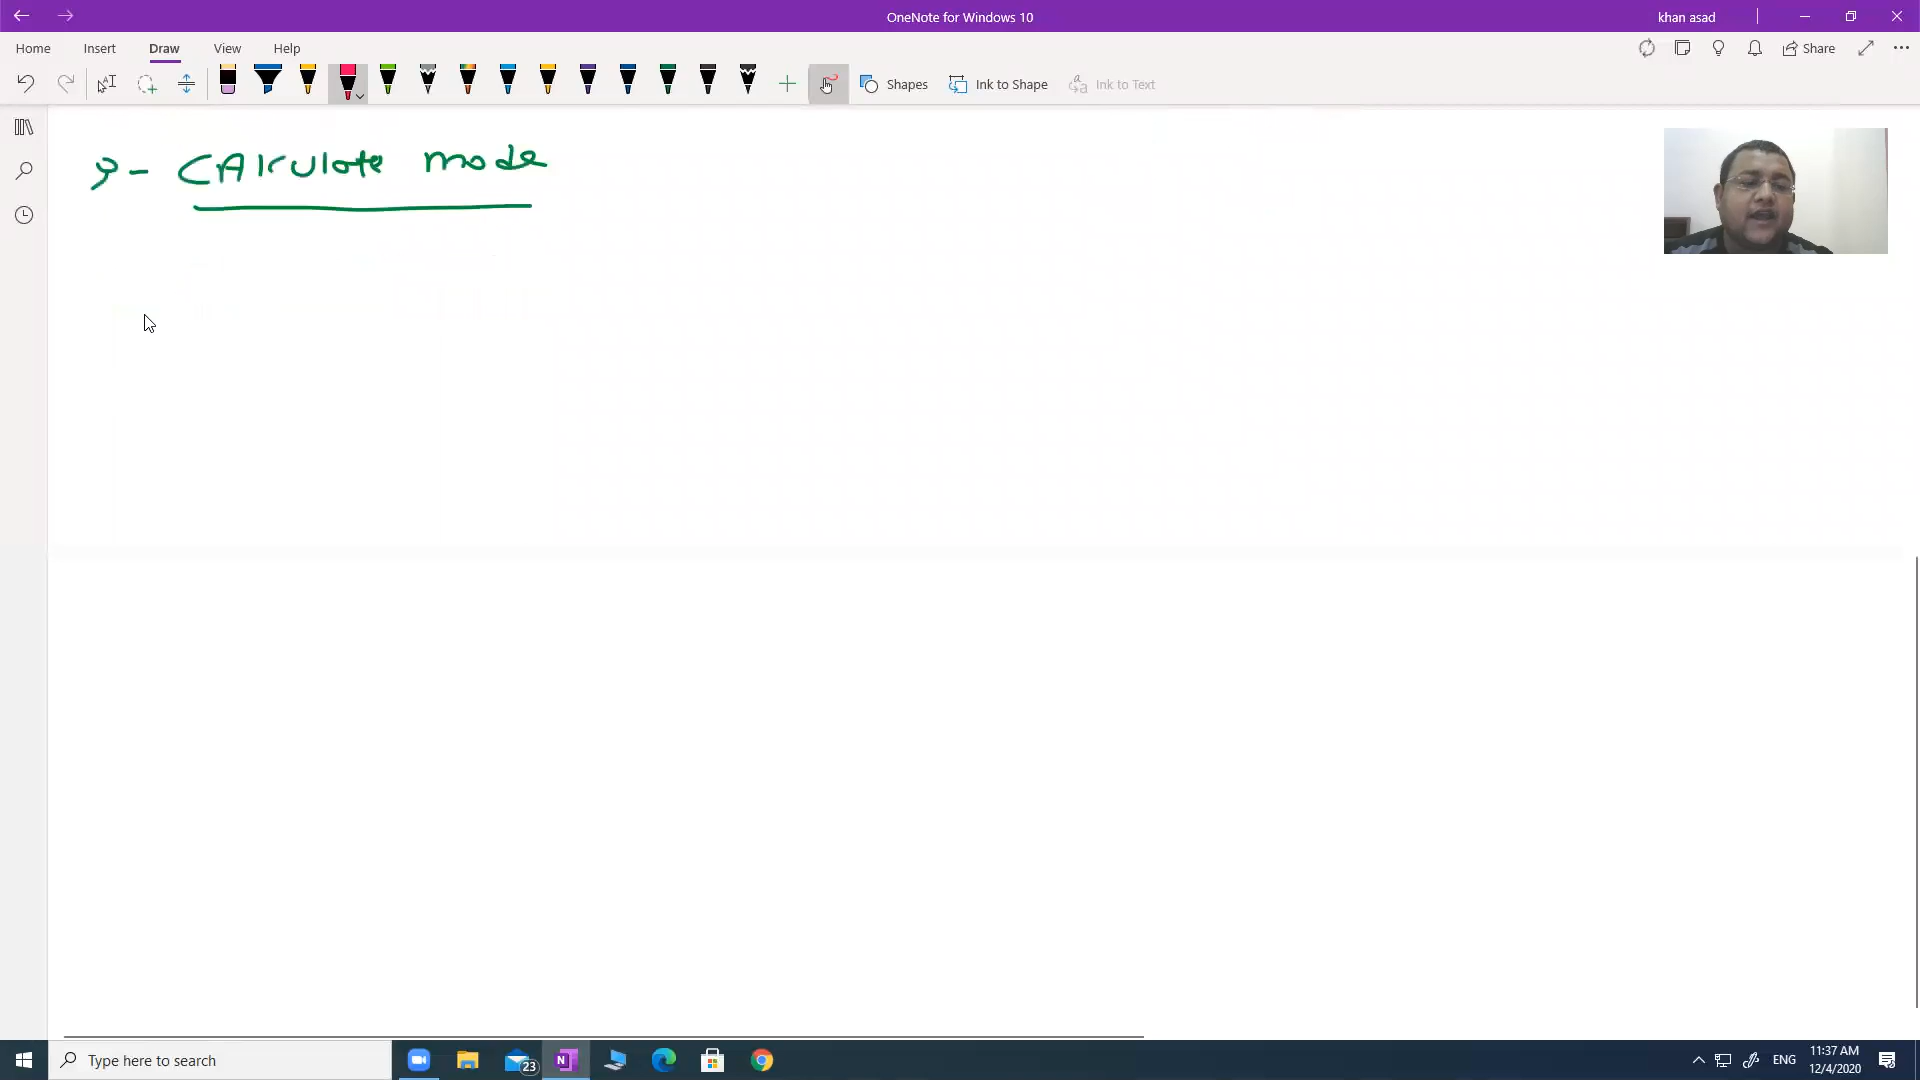 OneNote for Windows 10
khan asad
Home Insert Draw View Help
Share
Shapes Ink to Shape Ink to Text
CAlculate mode
Type here to search
23
N
ENG
11:37 AM
12/4/2020